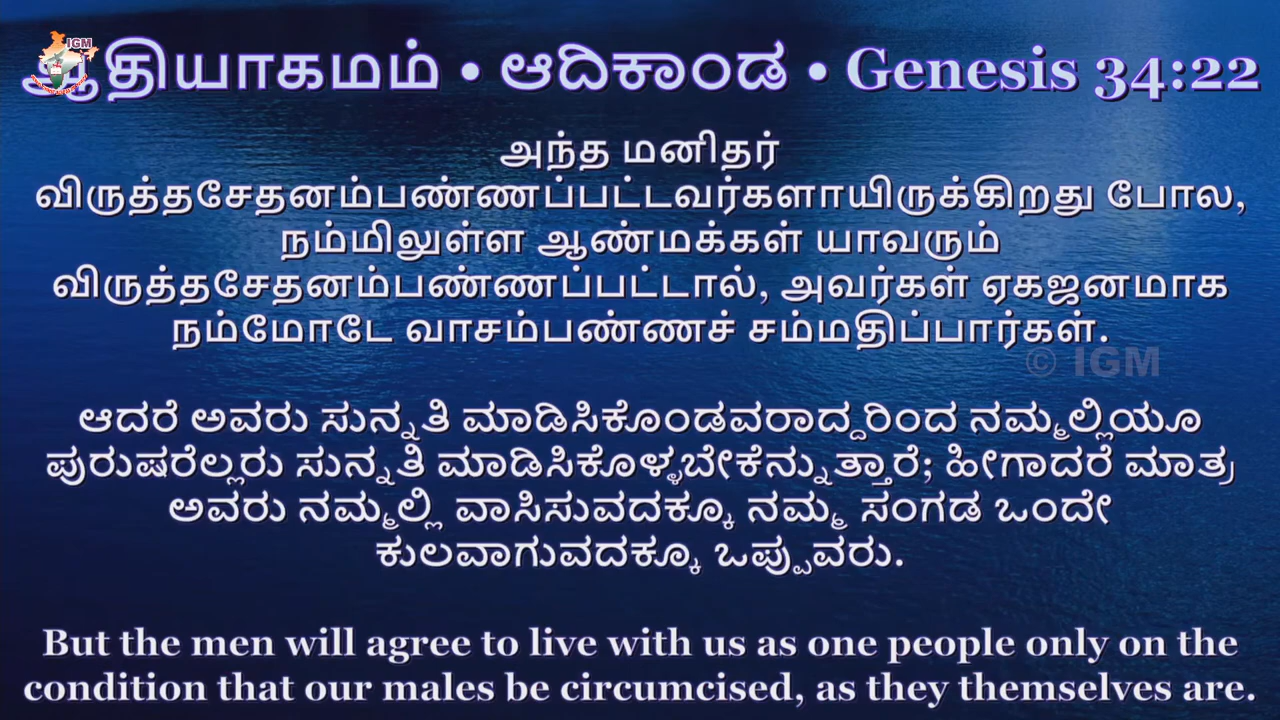 ஆதியாகமம் • ಆದಿಕಾಂಡ • Genesis 34:22
IGM
அந்த மனிதர்
விருத்தசேதனம்பண்ணப்பட்டவர்களாயிருக்கிறது போல,
நம்மிலுள்ள ஆண்மக்கள் யாவரும்
விருத்தசேதனம்பண்ணப்பட்டால், அவர்கள் ஏகஜனமாக
நம்மோடே வாசம்பண்ணச் சம்மதிப்பார்கள்.
© IGM
ಆದರೆ ಅವರು ಸುನ್ನತಿ ಮಾಡಿಸಿಕೊಂಡವರಾದ್ದರಿಂದ ನಮ್ಮಲ್ಲಿಯೂ
ಪುರುಷರೆಲ್ಲರು ಸುನ್ನತಿ ಮಾಡಿಸಿಕೊಳ್ಳಬೇಕೆನ್ನುತ್ತಾರೆ; ಹೀಗಾದರೆ ಮಾತ್ರ
ಅವರು ನಮ್ಮಲ್ಲಿ ವಾಸಿಸುವದಕ್ಕೂ ನಮ್ಮ ಸಂಗಡ ಒಂದೇ
ಕುಲವಾಗುವದಕ್ಕೂ ಒಪ್ಪುವರು.
But the men will agree to live with us as one people only on the
condition that our males be circumcised, as they themselves are.